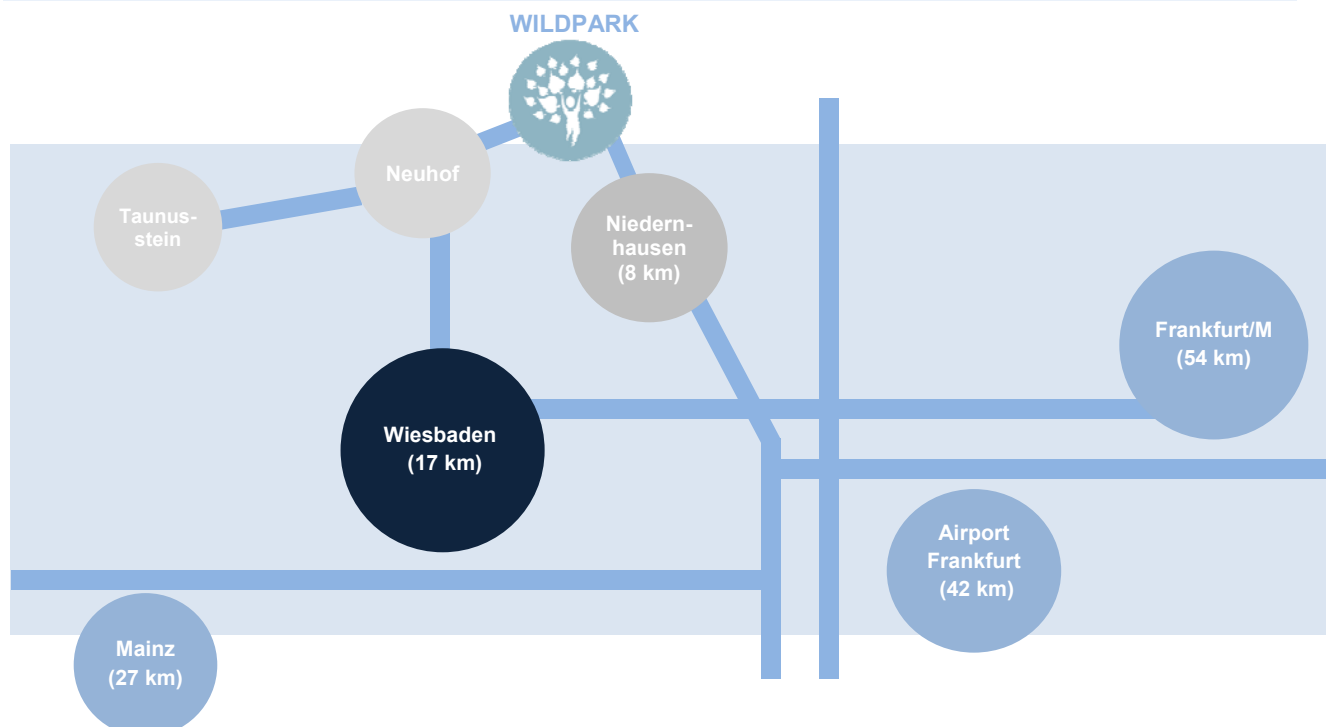 WILDPARK
Neuhof
Taunus-
stein
Niedern-
hausen
(8 km)
Frankfurt/M
(54 km)
Wiesbaden
(17 km)
Airport
Frankfurt
(42 km)
Mainz
(27 km)